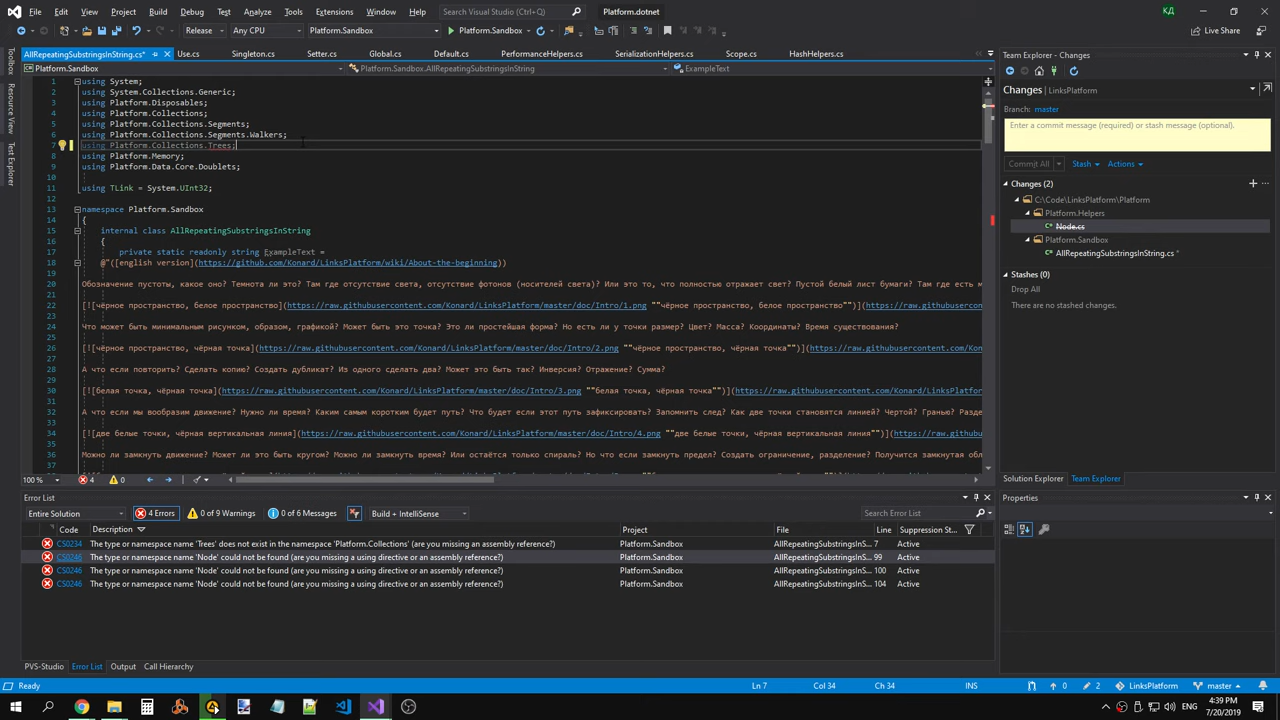 File Edit View Project Build Debug Test Analyze Tools Extensions Window Help Search Visual Studio Platform.dotnet КД
Release Any CPU Platform.Sandbox Platform.Sandbox Live Share
AllRepeatingSubstringsInString.cs* Use.cs Singleton.cs Setter.cs Global.cs Default.cs PerformanceHelpers.cs SerializationHelpers.cs Scope.cs HashHelpers.cs
Platform.Sandbox Platform.Sandbox.AllRepeatingSubstringsInString ExampleText
Toolbox
Resource View
Test Explorer
1 using System;
2 using System.Collections.Generic;
3 using Platform.Disposables;
4 using Platform.Collections;
5 using Platform.Collections.Segments;
6 using Platform.Collections.Segments.Walkers;
7 using Platform.Collections.Trees;
8 using Platform.Memory;
9 using Platform.Data.Core.Doublets;
10
11 using TLink = System.UInt32;
12
13 namespace Platform.Sandbox
14 {
15 internal class AllRepeatingSubstringsInString
16 {
17 private static readonly string ExampleText =
18 @"([english version](https://github.com/Konard/LinksPlatform/wiki/About-the-beginning))
19
20 Обозначение пустоты, какое оно? Темнота ли это? Там где отсутствие света, отсутствие фотонов (носителей света)? Или это то, что полностью отражает свет? Пустой белый лист бумаги? Там где есть
21
22 [![чёрное пространство, белое пространство](https://raw.githubusercontent.com/Konard/LinksPlatform/master/doc/Intro/1.png ""чёрное пространство, белое пространство"")](https://raw.githubusercon
23
24 Что может быть минимальным рисунком, образом, графикой? Может быть это точка? Это ли простейшая форма? Но есть ли у точки размер? Цвет? Масса? Координаты? Время существования?
25
26 [![чёрное пространство, чёрная точка](https://raw.githubusercontent.com/Konard/LinksPlatform/master/doc/Intro/2.png ""чёрное пространство, чёрная точка"")](https://raw.githubusercontent.com/Kon
27
28 А что если повторить? Сделать копию? Создать дубликат? Из одного сделать два? Может это быть так? Инверсия? Отражение? Сумма?
29
30 [![белая точка, чёрная точка](https://raw.githubusercontent.com/Konard/LinksPlatform/master/doc/Intro/3.png ""белая точка, чёрная точка"")](https://raw.githubusercontent.com/Konard/LinksPlatfor
31
32 А что если мы вообразим движение? Нужно ли время? Каким самым коротким будет путь? Что будет если этот путь зафиксировать? Запомнить след? Как две точки становятся линией? Чертой? Гранью? Разде
33
34 [![две белые точки, чёрная вертикальная линия](https://raw.githubusercontent.com/Konard/LinksPlatform/master/doc/Intro/4.png ""две белые точки, чёрная вертикальная линия"")](https://raw.githubu
35
36 Можно ли замкнуть движение? Может ли это быть кругом? Можно ли замкнуть время? Или остаётся только спираль? Но что если замкнуть предел? Создать ограничение, разделение? Получится замкнутая обл
37
100 % 4 0
Team Explorer - Changes
Changes | LinksPlatform
Branch: master
Enter a commit message (required) or stash message (optional).
Commit All Stash Actions
Changes (2)
C:\Code\LinksPlatform\Platform
Platform.Helpers
Node.cs
Platform.Sandbox
AllRepeatingSubstringsInString.cs *
Stashes (0)
Drop All
There are no stashed changes.
Solution Explorer Team Explorer
Properties
Error List
Entire Solution 4 Errors 0 of 9 Warnings 0 of 6 Messages Build + IntelliSense Search Error List
Code Description Project File Line Suppression St...
CS0234 The type or namespace name 'Trees' does not exist in the namespace 'Platform.Collections' (are you missing an assembly reference?) Platform.Sandbox AllRepeatingSubstringsInS... 7 Active
CS0246 The type or namespace name 'Node' could not be found (are you missing a using directive or an assembly reference?) Platform.Sandbox AllRepeatingSubstringsInS... 99 Active
CS0246 The type or namespace name 'Node' could not be found (are you missing a using directive or an assembly reference?) Platform.Sandbox AllRepeatingSubstringsInS... 100 Active
CS0246 The type or namespace name 'Node' could not be found (are you missing a using directive or an assembly reference?) Platform.Sandbox AllRepeatingSubstringsInS... 104 Active
PVS-Studio Error List Output Call Hierarchy
Ready Ln 7 Col 34 Ch 34 INS 0 2 LinksPlatform master
ENG 4:39 PM 7/20/2019